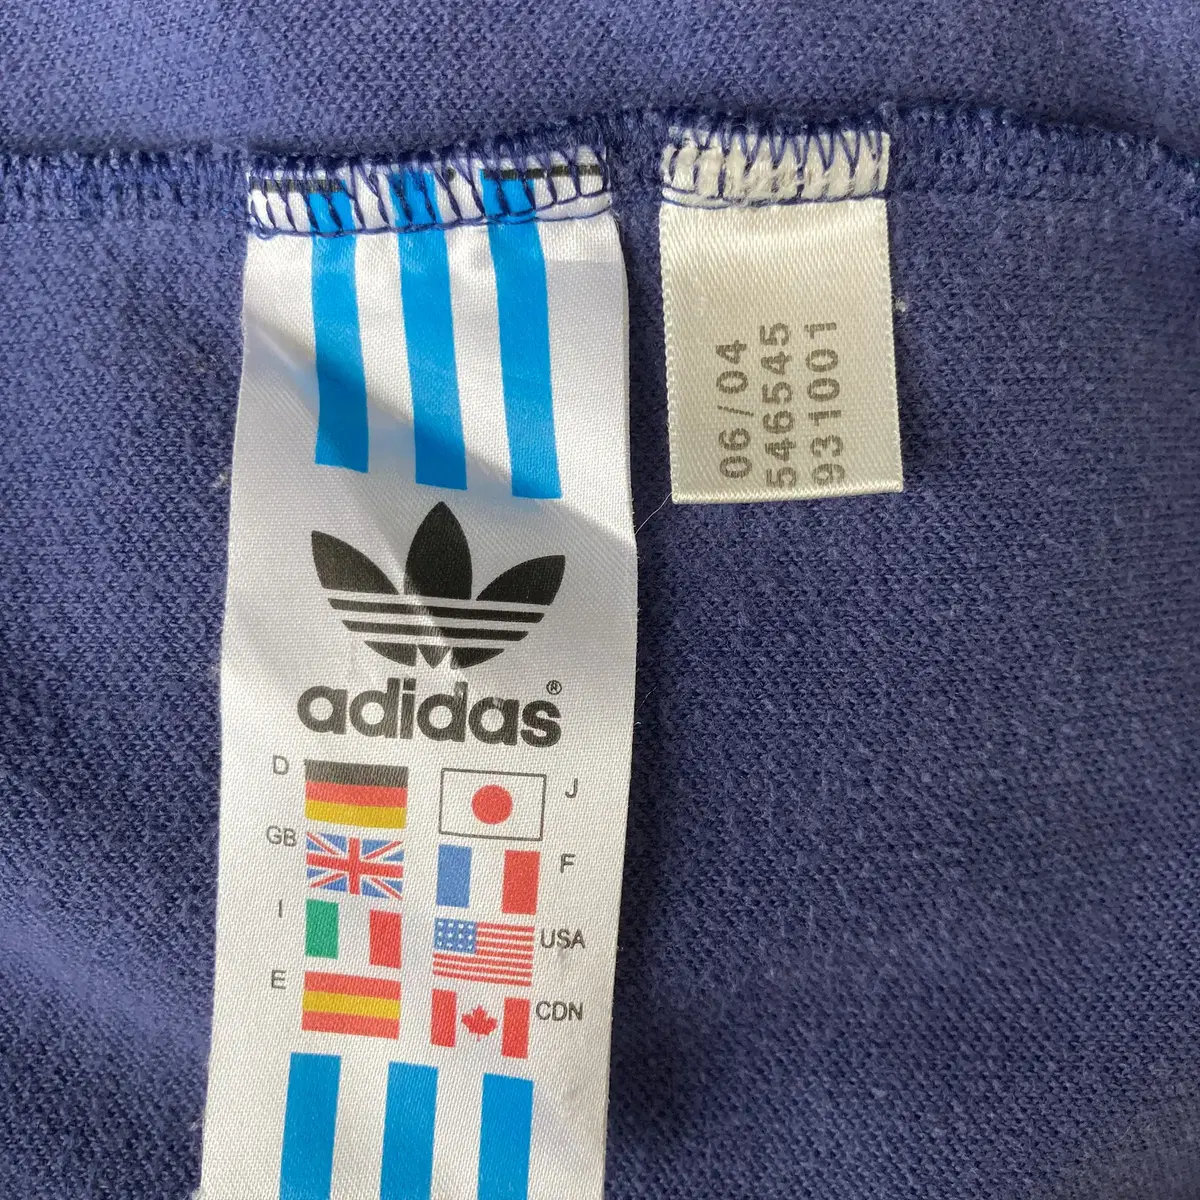 adidas®
D
J
GB
F
I
USA
E
CDN
06/04
546545
931001